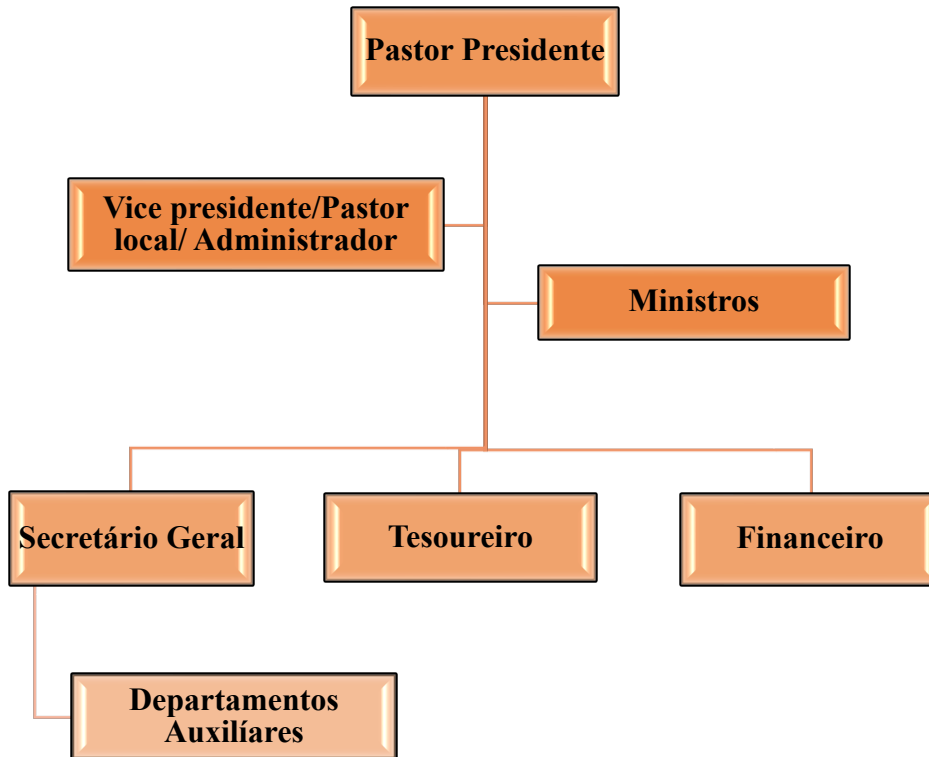 Pastor Presidente
Vice presidente/Pastor
local/ Administrador
Ministros
Secretário Geral
Tesoureiro
Financeiro
Departamentos
Auxilíares